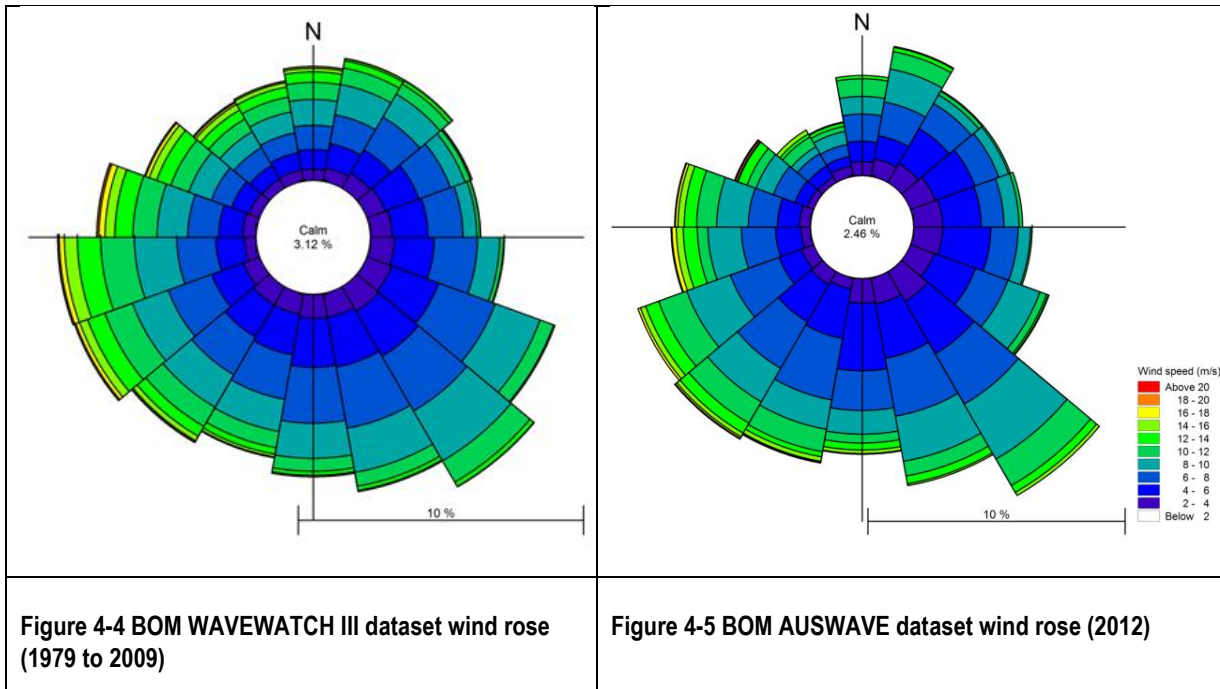 N
Calm
3.12 %
10 %
N
Calm
2.46 %
10 %
Wind speed (m/s)
Above 20
18 - 20
16 - 18
14 - 16
12 - 14
10 - 12
8 - 10
6 - 8
4 - 6
2 - 4
Below 2
Figure 4-4 BOM WAVEWATCH III dataset wind rose
(1979 to 2009)
Figure 4-5 BOM AUSWAVE dataset wind rose (2012)